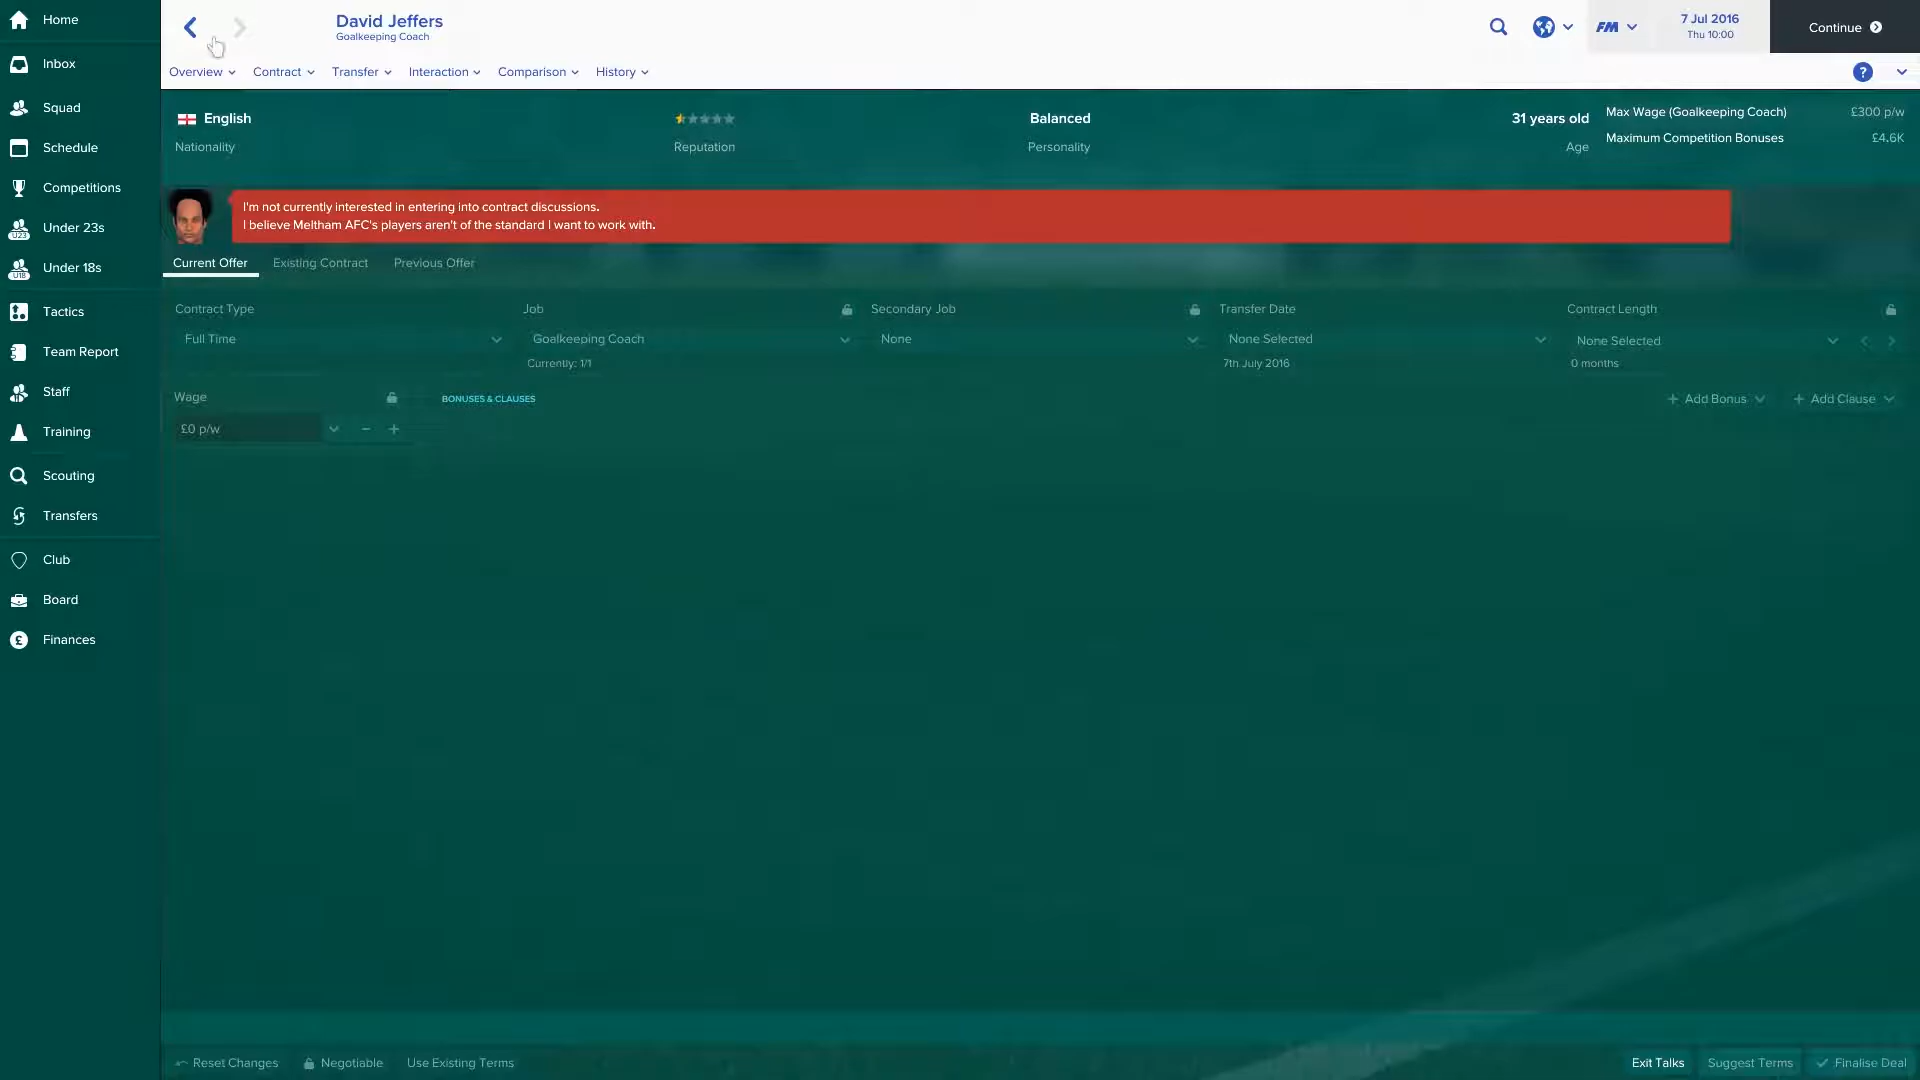 Home
Inbox
Squad
Schedule
Competitions
U23 Under 23s
U18 Under 18s
Tactics
Team Report
Staff
Training
Scouting
Transfers
Club
Board
£ Finances
David Jeffers
Goalkeeping Coach
FM
7 Jul 2016
Thu 10:00
Continue
Overview Contract Transfer Interaction Comparison History
?
English
Nationality
Reputation
Balanced
Personality
31 years old
Age
Max Wage (Goalkeeping Coach) £300 p/w
Maximum Competition Bonuses £4.6K
I'm not currently interested in entering into contract discussions.
I believe Meltham AFC's players aren't of the standard I want to work with.
Current Offer Existing Contract Previous Offer
Contract Type Job Secondary Job Transfer Date Contract Length
Full Time Goalkeeping Coach None None Selected None Selected
Currently: 1/1 7th July 2016 0 months
Wage BONUSES & CLAUSES + Add Bonus + Add Clause
£0 p/w - +
Reset Changes Negotiable Use Existing Terms Exit Talks Suggest Terms Finalise Deal